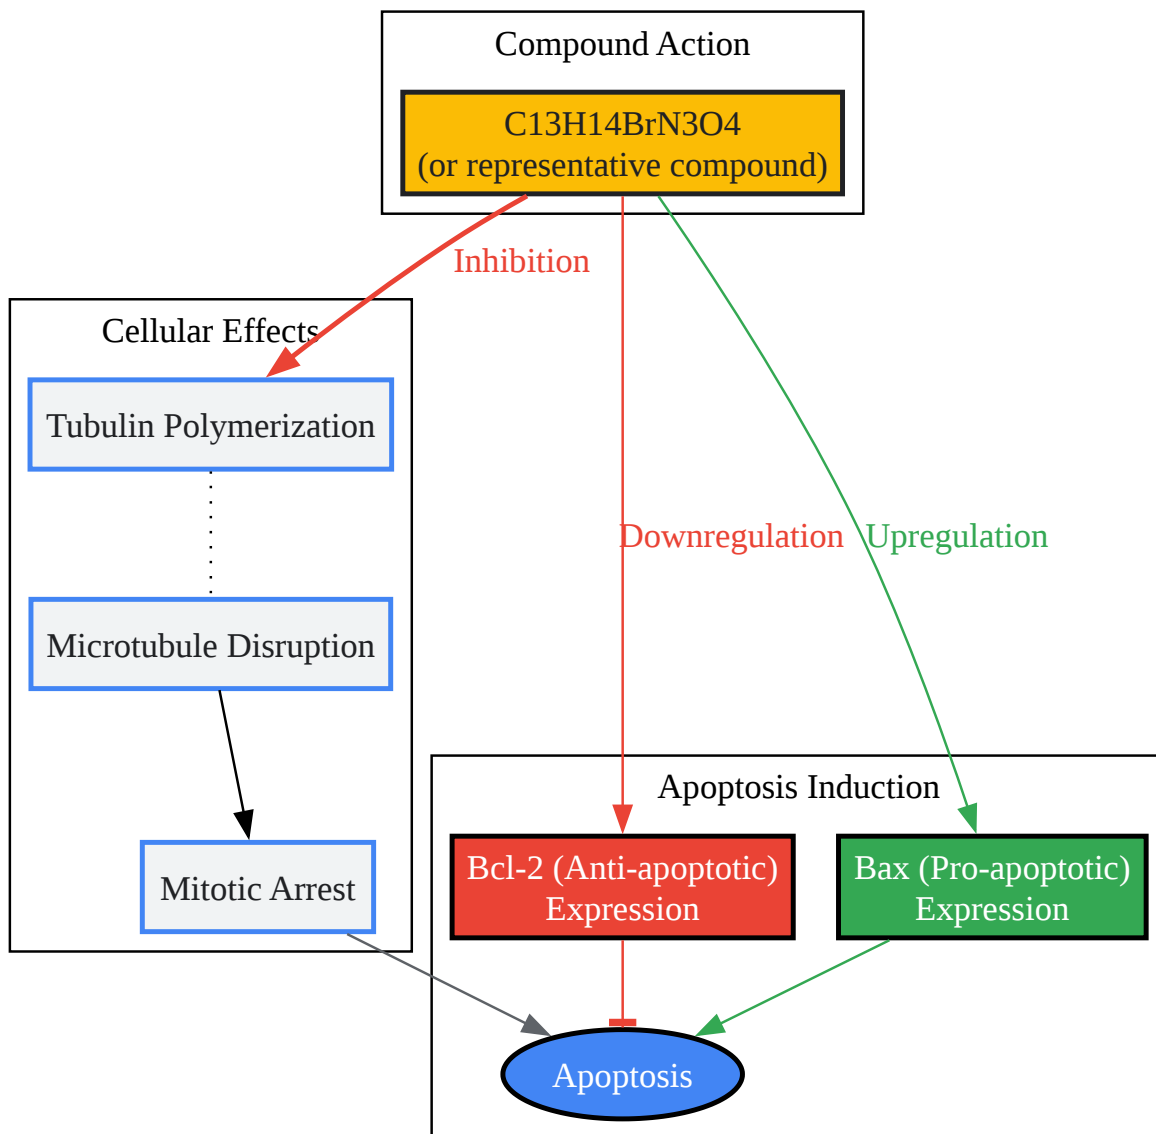 Compound Action
C13H14BrN3O4
(or representative compound)
Inhibition
Cellular Effects
Tubulin Polymerization
Downregulation
Upregulation
Microtubule Disruption
Apoptosis Induction
Mitotic Arrest
Bcl-2 (Anti-apoptotic)
Expression
Bax (Pro-apoptotic)
Expression
Apoptosis